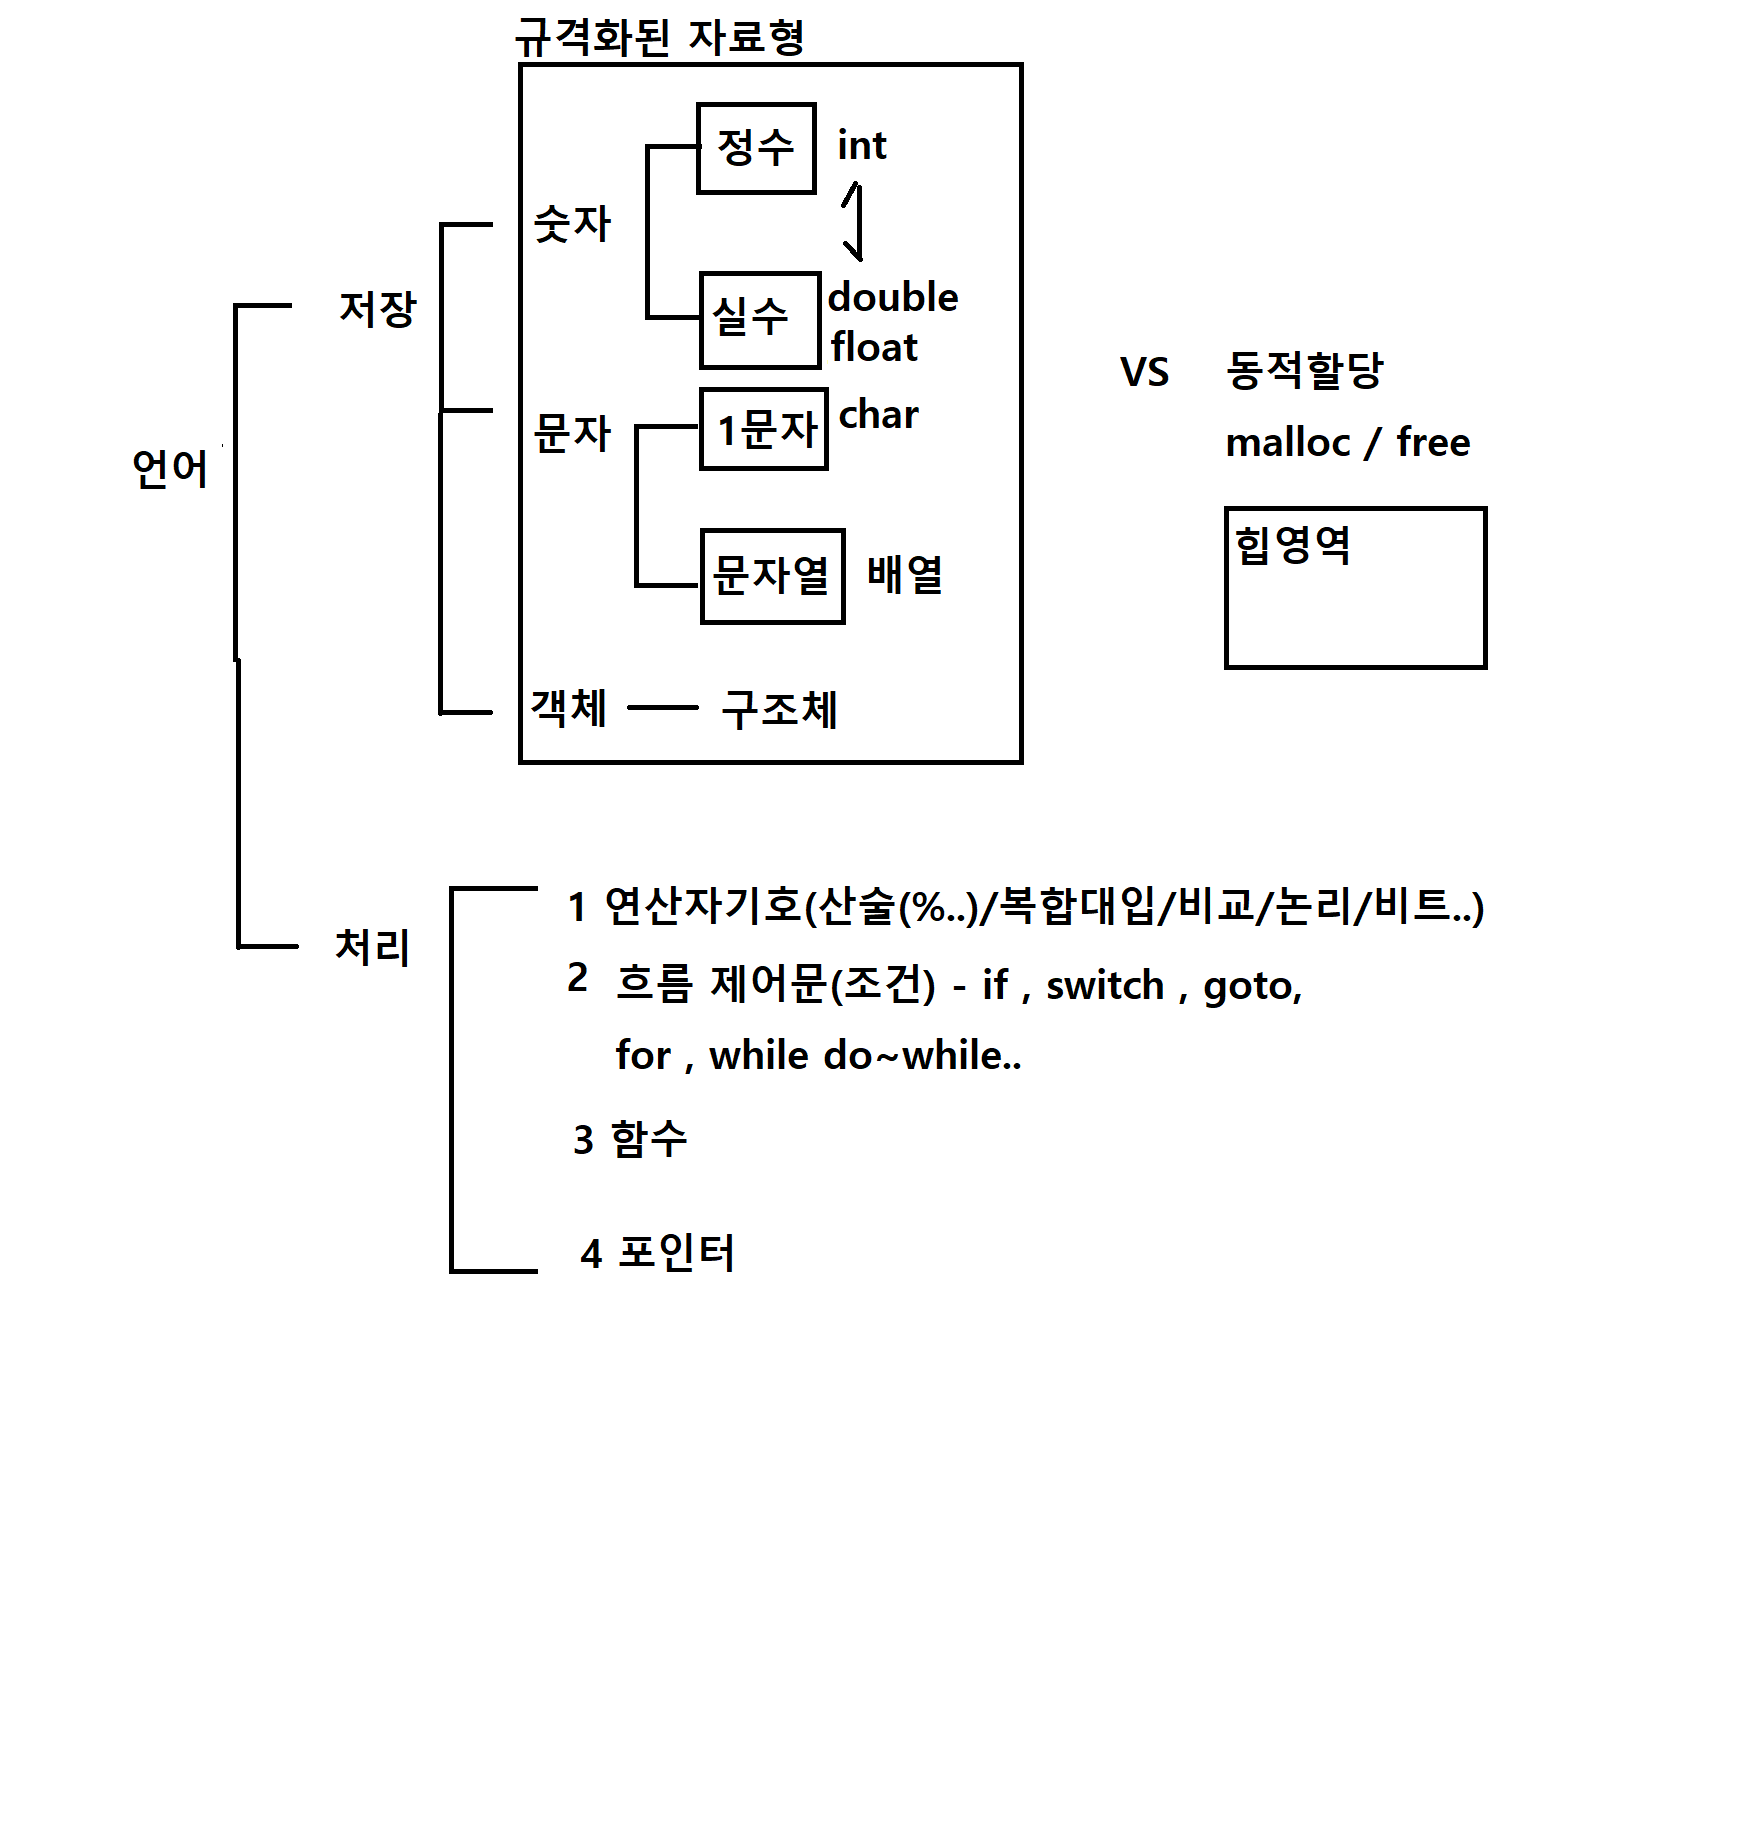 규격화된 자료형
정수 int
숫자
저장
실수 double
float
VS 동적할당
문자 1문자 char
malloc / free
언어
힙영역
문자열 배열
객체 구조체
1 연산자기호(산술(%..)/복합대입/비교/논리/비트..)
처리
2 흐름 제어문(조건) - if , switch , goto,
for , while do~while..
3 함수
4 포인터